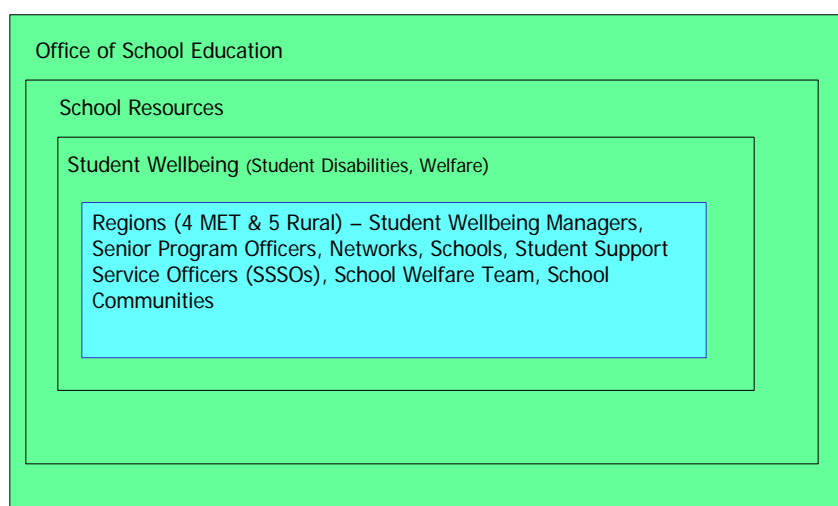 Office of School Education
School Resources
Student Wellbeing (Student Disabilities, Welfare)
Regions (4 MET & 5 Rural) – Student Wellbeing Managers,
Senior Program Officers, Networks, Schools, Student Support
Service Officers (SSSOs), School Welfare Team, School
Communities